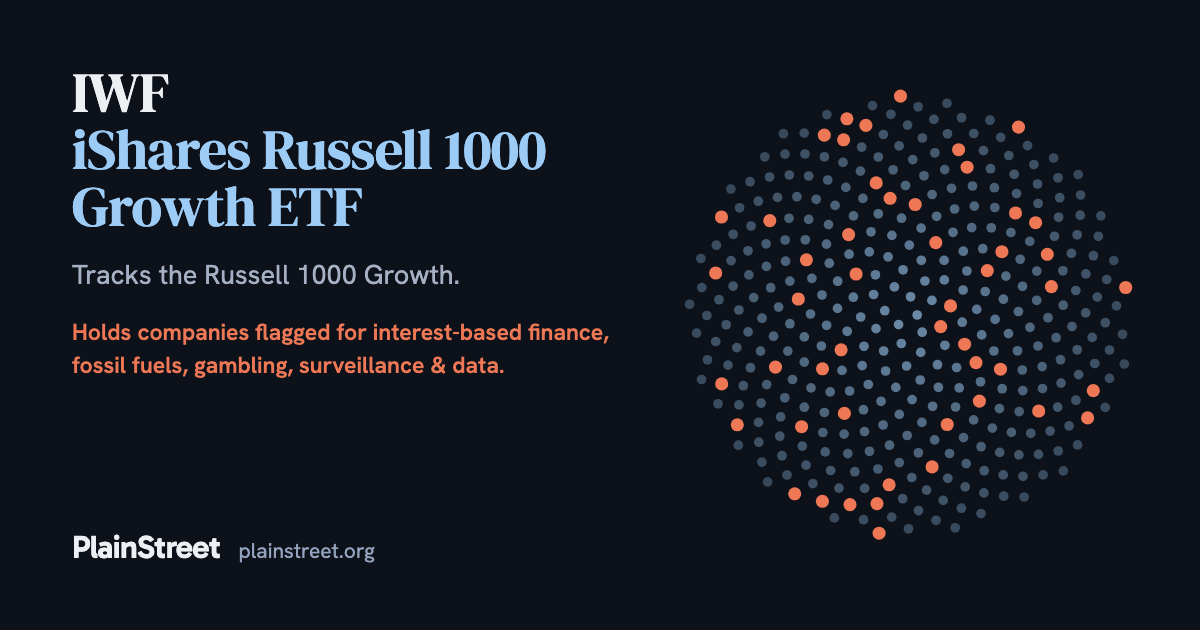 IWF
iShares Russell 1000
Growth ETF
Tracks the Russell 1000 Growth.
Holds companies flagged for interest-based finance,
fossil fuels, gambling, surveillance & data.
PlainStreet plainstreet.org